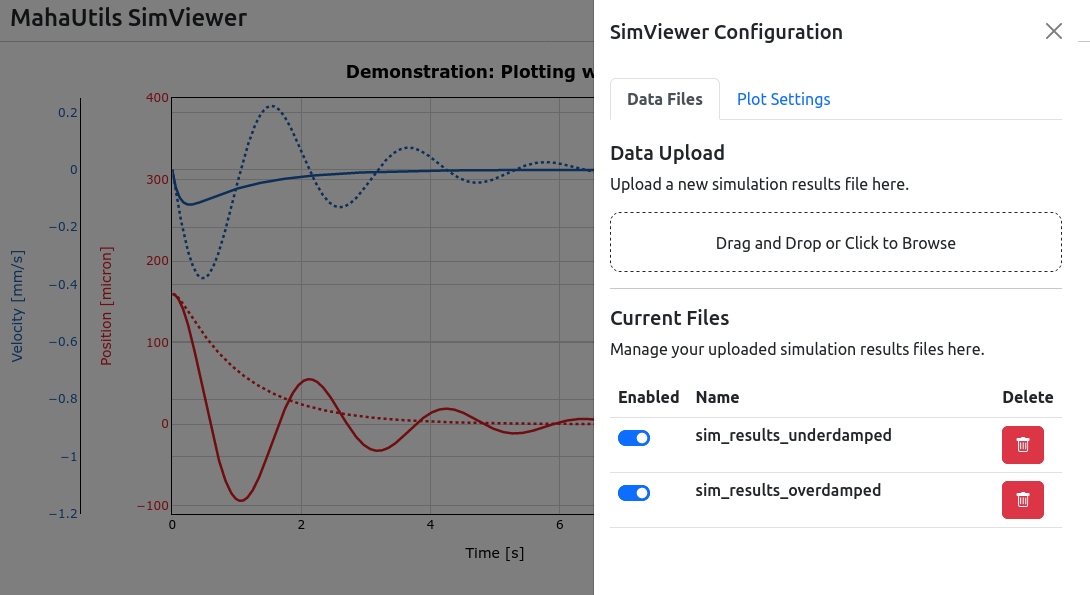 MahaUtils SimViewer
SimViewer Configuration
Demonstration: Plotting w
Velocity [mm/s]
0.2
0
−0.2
−0.4
−0.6
−0.8
−1
−1.2
Position [micron]
400
300
200
100
0
−100
0 2 4 6
Time [s]
Data Files Plot Settings
Data Upload
Upload a new simulation results file here.
Drag and Drop or Click to Browse
Current Files
Manage your uploaded simulation results files here.
Enabled Name Delete
sim_results_underdamped
sim_results_overdamped